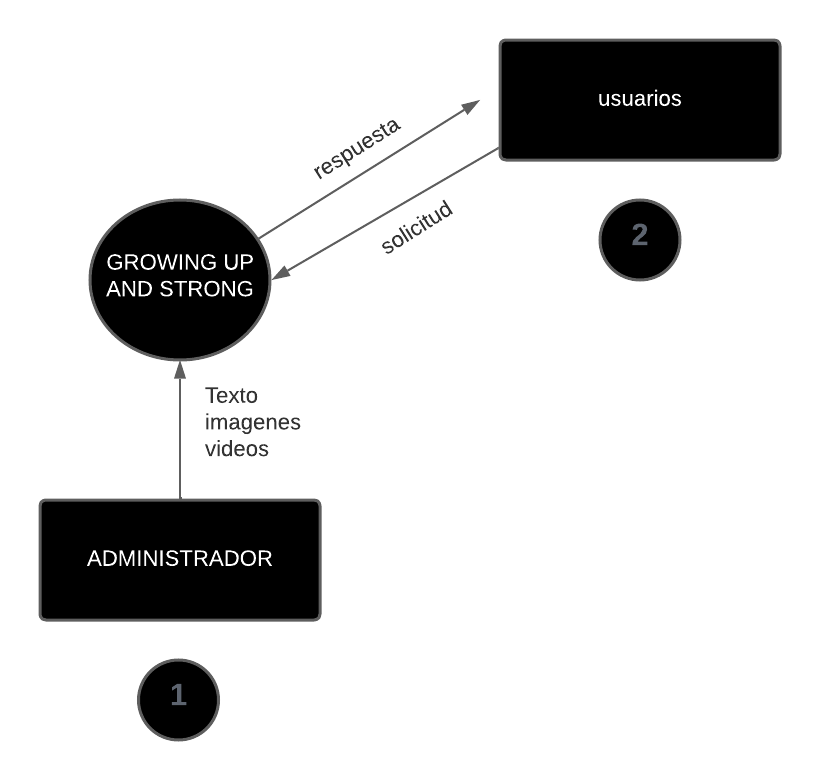 usuarios
respuesta
solicitud
2
GROWING UP
AND STRONG
Texto
imagenes
videos
ADMINISTRADOR
1